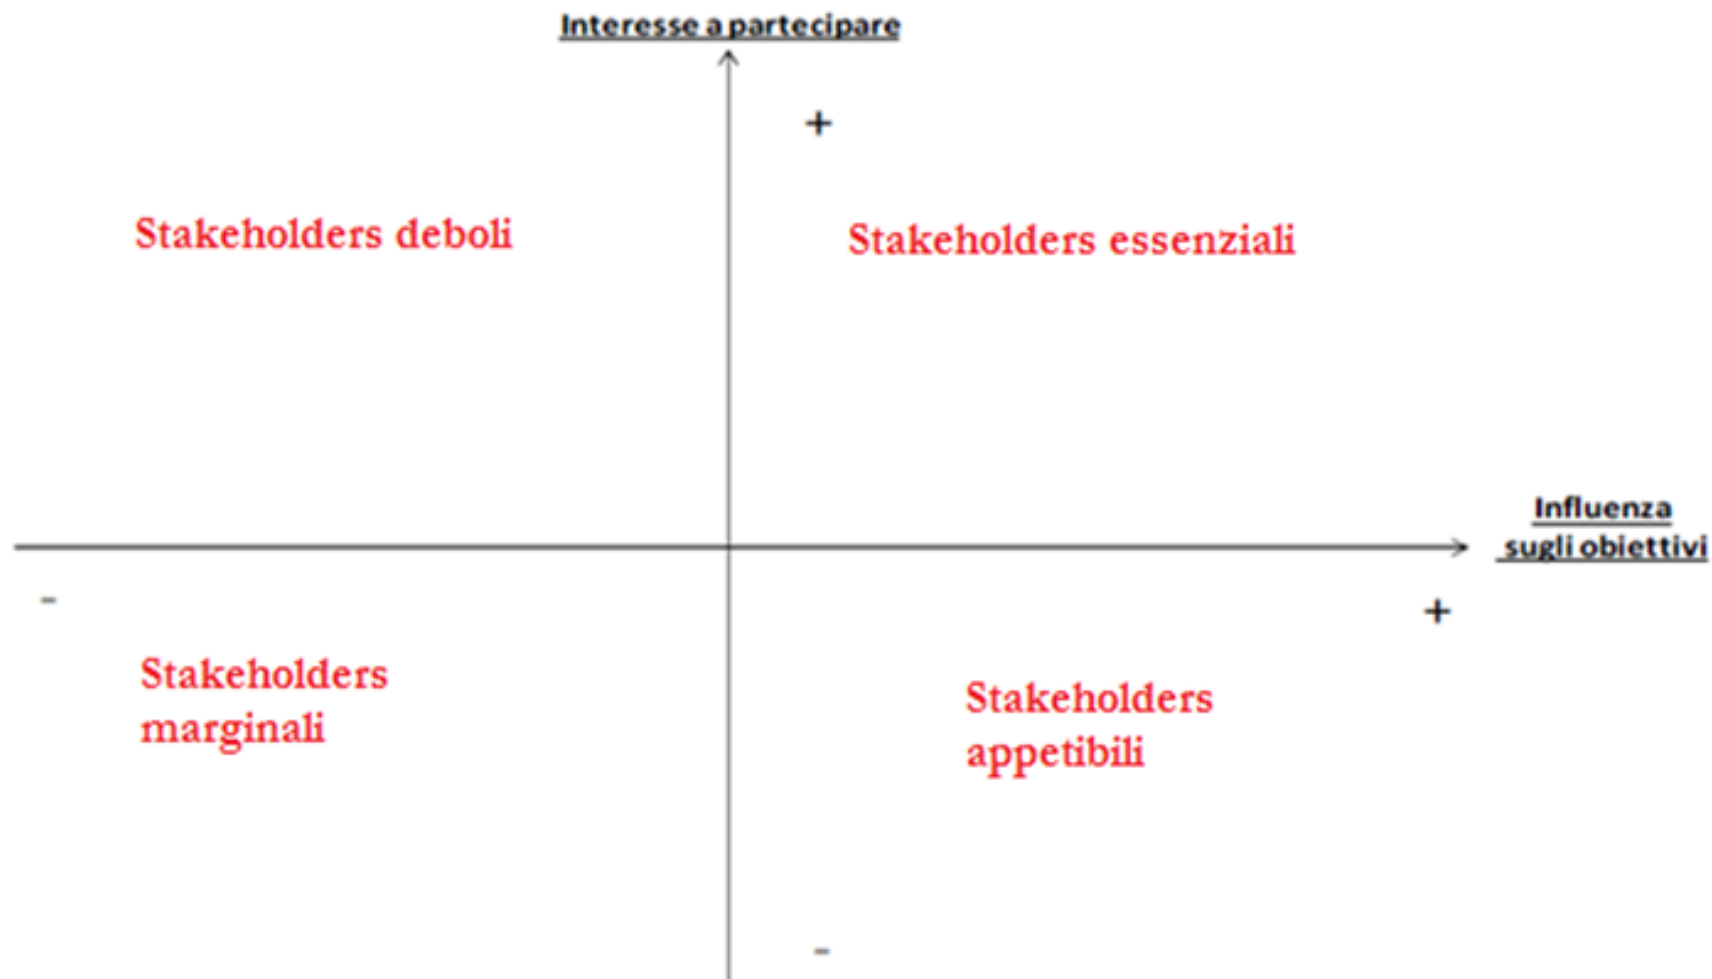 Interesse a partecipare
+
Stakeholders deboli
Stakeholders essenziali
Influenza
sugli obiettivi
-
+
Stakeholders
marginali
Stakeholders
appetibili
-